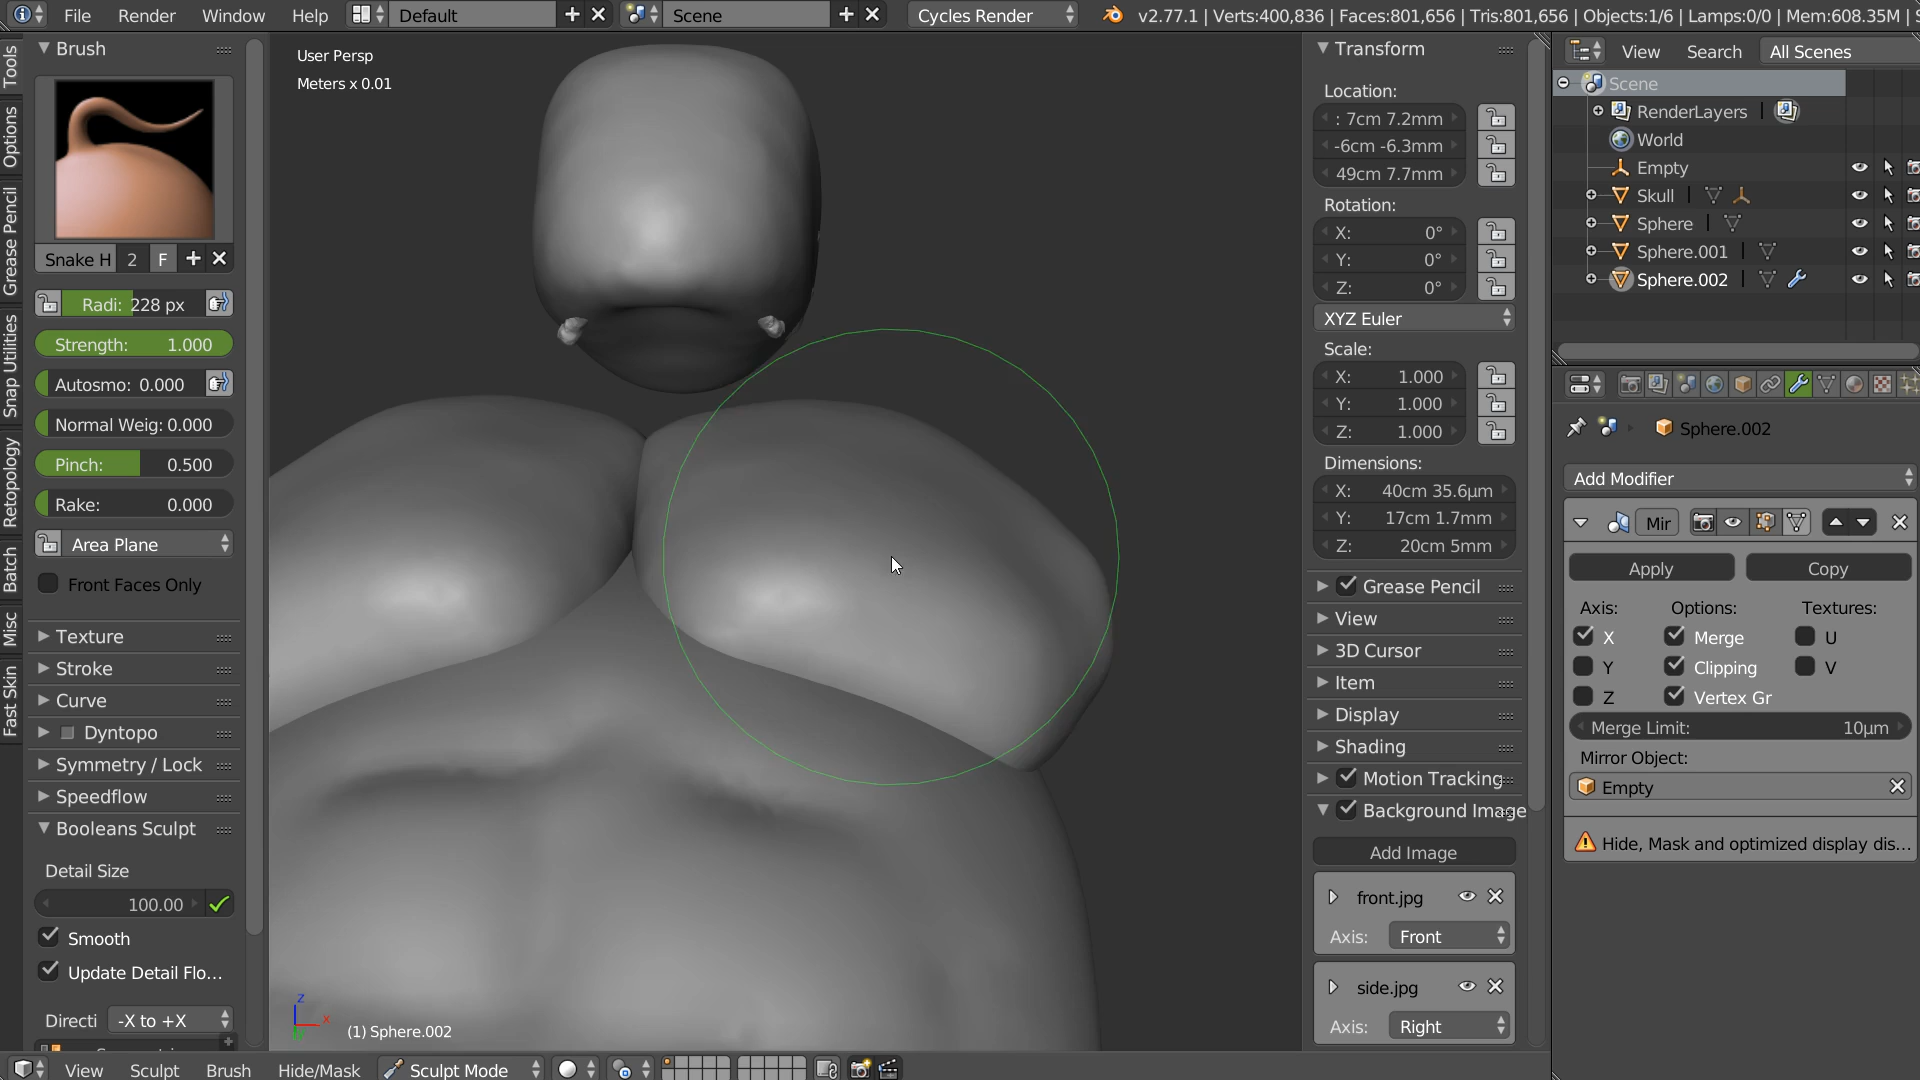 File Render Window Help Default Scene Cycles Render v2.77.1 | Verts:400,836 | Faces:801,656 | Tris:801,656 | Objects:1/6 | Lamps:0/0 | Mem:608.35M |
Tools
Options
Grease Pencil
Snap Utilities
Retopology
Batch
Misc
Fast Skin
Brush
Snake H 2 F
Radi: 228 px
Strength: 1.000
Autosmo: 0.000
Normal Weig: 0.000
Pinch: 0.500
Rake: 0.000
Area Plane
Front Faces Only
Texture
Stroke
Curve
Dyntopo
Symmetry / Lock
Speedflow
Booleans Sculpt
Detail Size
100.00
Smooth
Update Detail Flo...
Directi -X to +X
User Persp
Meters x 0.01
z
x
(1) Sphere.002
View Sculpt Brush Hide/Mask Sculpt Mode
Transform
Location:
: 7cm 7.2mm
-6cm -6.3mm
49cm 7.7mm
Rotation:
X: 0°
Y: 0°
Z: 0°
XYZ Euler
Scale:
X: 1.000
Y: 1.000
Z: 1.000
Dimensions:
X: 40cm 35.6µm
Y: 17cm 1.7mm
Z: 20cm 5mm
Grease Pencil
View
3D Cursor
Item
Display
Shading
Motion Tracking
Background Image
Add Image
front.jpg
Axis: Front
side.jpg
Axis: Right
View Search All Scenes
Scene
RenderLayers
World
Empty
Skull
Sphere
Sphere.001
Sphere.002
Sphere.002
Add Modifier
Mir
Apply Copy
Axis: Options: Textures:
X Merge U
Y Clipping V
Z Vertex Gr
Merge Limit: 10µm
Mirror Object:
Empty
Hide, Mask and optimized display dis...